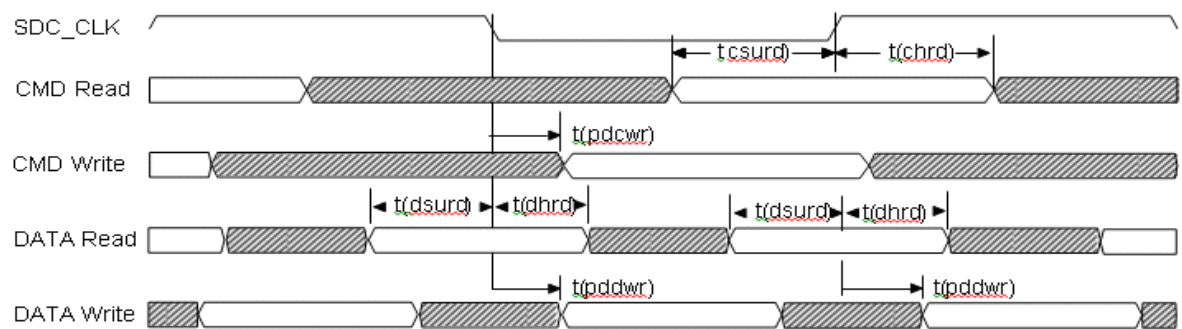 SDC_CLK
t(csurd) t(chrd)
CMD Read
t(pdcwr)
CMD Write
t(dsurd) t(dhrd) t(dsurd) t(dhrd)
DATA Read
t(pddwr) t(pddwr)
DATA Write